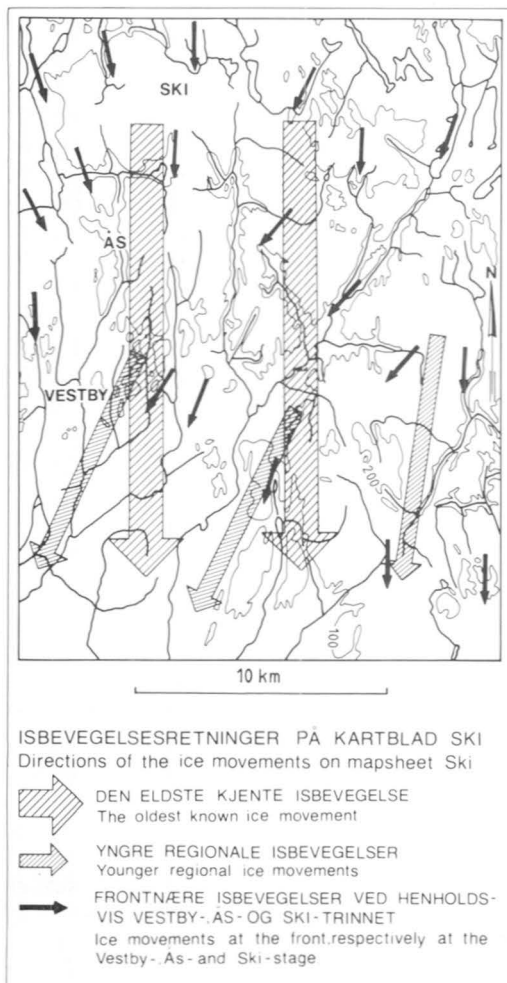 SKI
ÅS
N
VESTBY
200
100
10 km
ISBEVEGELSESRETNINGER PÅ KARTBLAD SKI
Directions of the ice movements on mapsheet Ski
DEN ELDSTE KJENTE ISBEVEGELSE
The oldest known ice movement
YNGRE REGIONALE ISBEVEGELSER
Younger regional ice movements
FRONTNÆRE ISBEVEGELSER VED HENHOLDS-
VIS VESTBY-.ÅS-OG SKI-TRINNET
Ice movements at the front.respectively at the
Vestby-.Ås-and Ski-stage